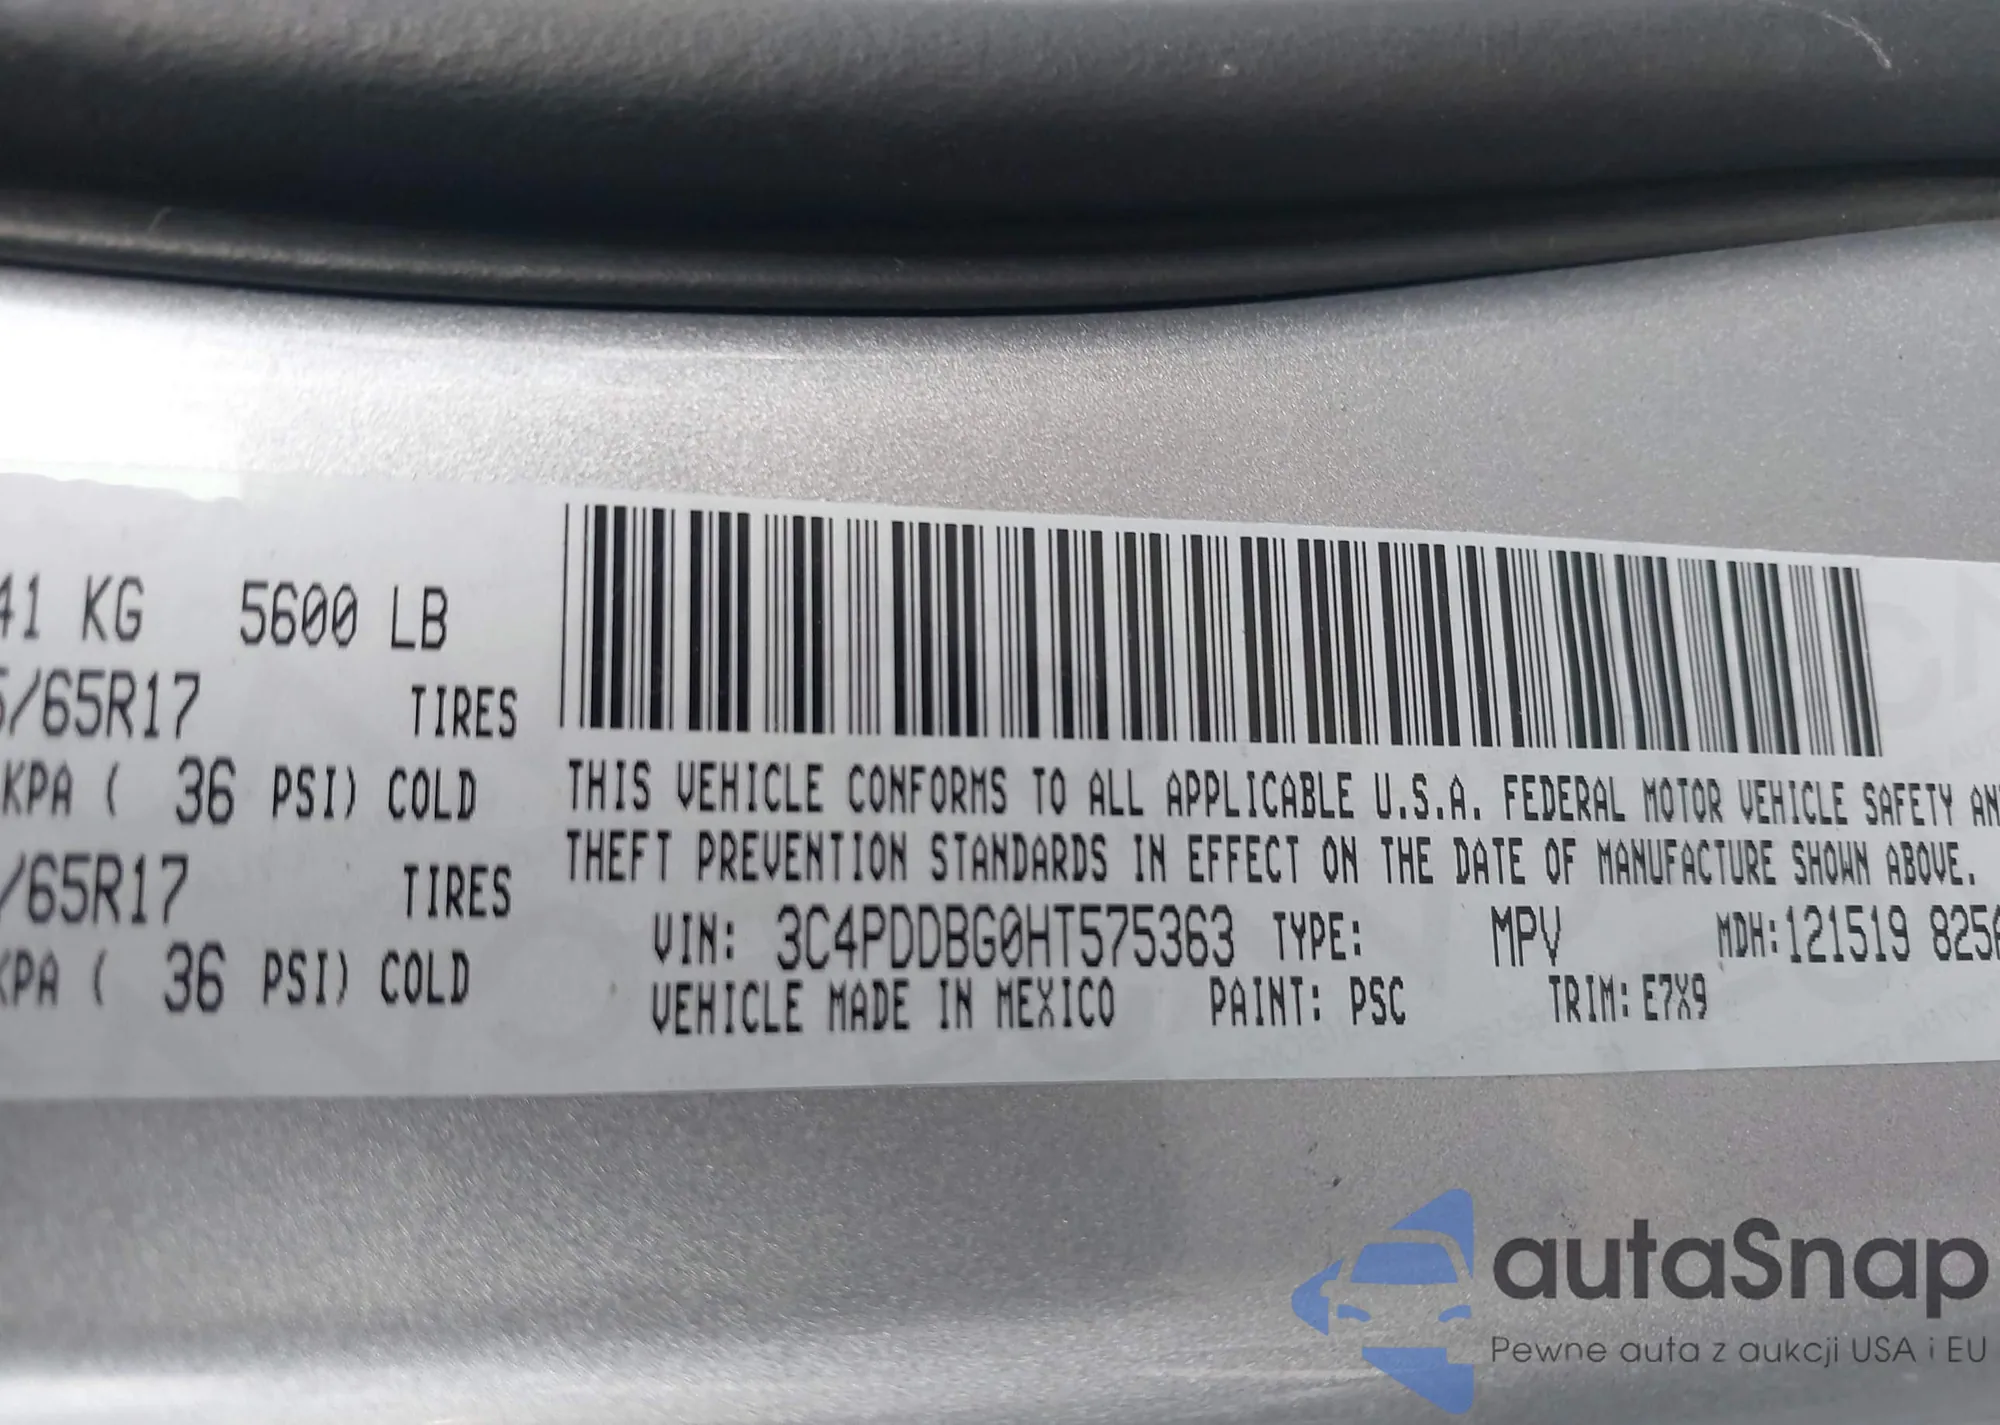 41 KG 5600 LB
5/65R17 TIRES
KPA ( 36 PSI) COLD
/65R17 TIRES
KPA ( 36 PSI) COLD
THIS VEHICLE CONFORMS TO ALL APPLICABLE U.S.A. FEDERAL MOTOR VEHICLE SAFETY AN
THEFT PREVENTION STANDARDS IN EFFECT ON THE DATE OF MANUFACTURE SHOWN ABOVE.
VIN: 3C4PDDBG0HT575363 TYPE: MPV MDH:121519 825A
VEHICLE MADE IN MEXICO PAINT: PSC TRIM: E7X9
autaSnap
Pewne auta z aukcji USA i EU